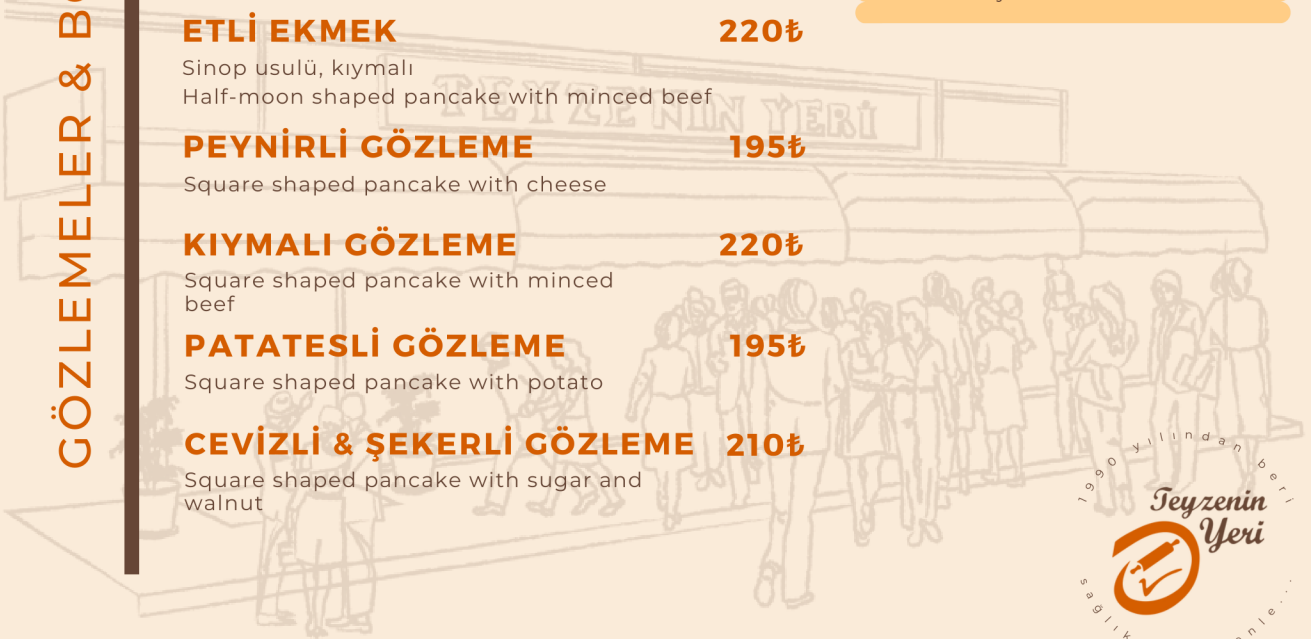 GÖZLEMELER &
ETLİ EKMEK 220₺
Sinop usulü, kıymalı
Half-moon shaped pancake with minced beef
TEYZENİN YERİ
PEYNİRLİ GÖZLEME 195₺
Square shaped pancake with cheese
KIYMALI GÖZLEME 220₺
Square shaped pancake with minced
beef
PATATESLİ GÖZLEME 195₺
Square shaped pancake with potato
CEVİZLİ & ŞEKERLİ GÖZLEME 210₺
Square shaped pancake with sugar and
walnut
1990 yılından beri
Teyzenin
Yeri